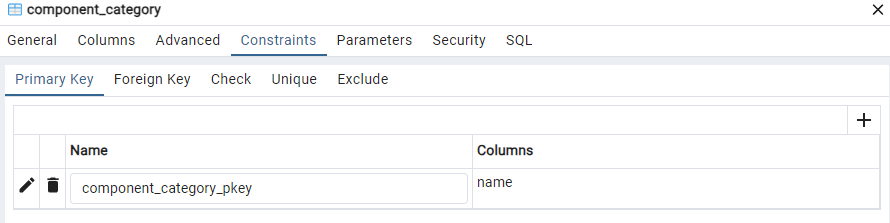 component_category
General Columns Advanced Constraints Parameters Security SQL
Primary Key Foreign Key Check Unique Exclude
Name Columns
component_category_pkey name